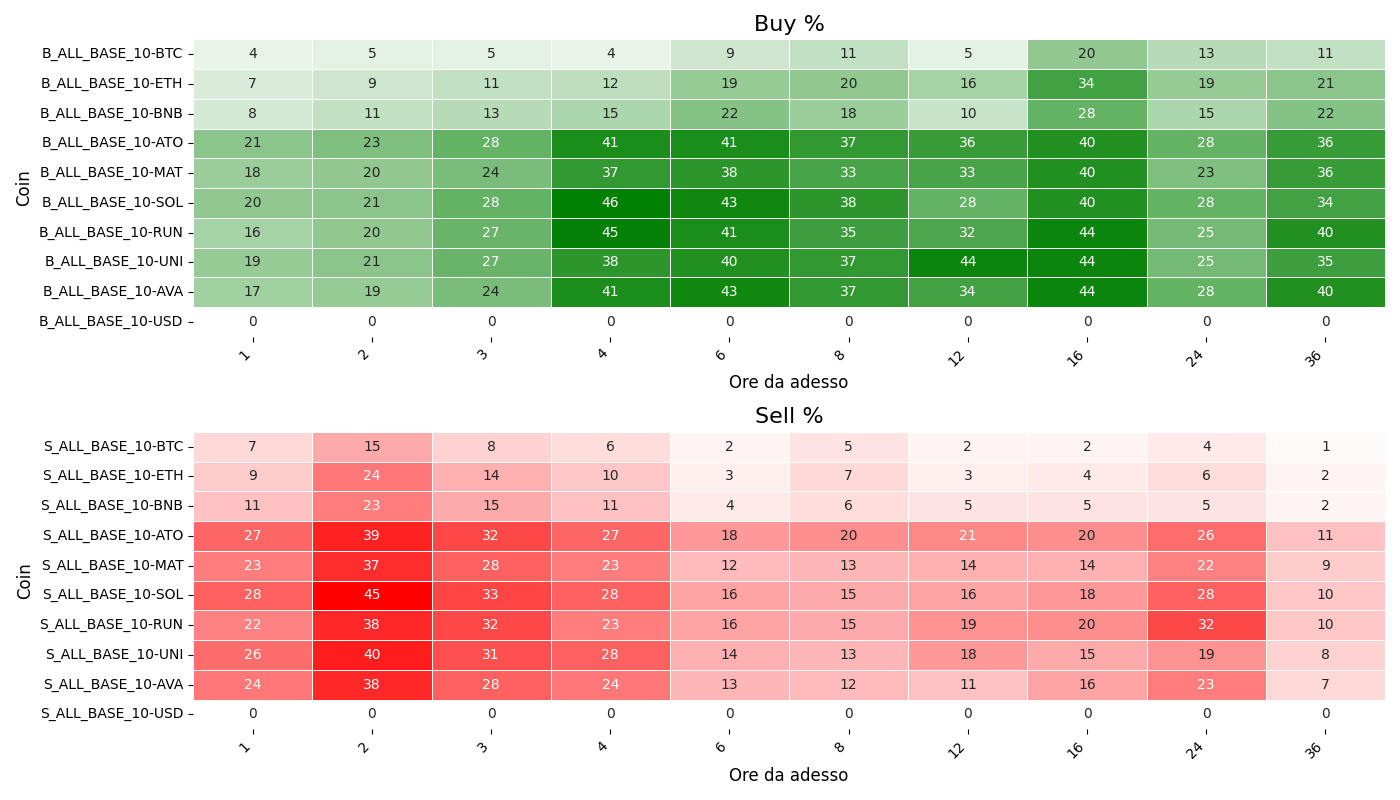 Buy %
Coin
B_ALL_BASE_10-BTC 4 5 5 4 9 11 5 20 13 11
B_ALL_BASE_10-ETH 7 9 11 12 19 20 16 34 19 21
B_ALL_BASE_10-BNB 8 11 13 15 22 18 10 28 15 22
B_ALL_BASE_10-ATO 21 23 28 41 41 37 36 40 28 36
B_ALL_BASE_10-MAT 18 20 24 37 38 33 33 40 23 36
B_ALL_BASE_10-SOL 20 21 28 46 43 38 28 40 28 34
B_ALL_BASE_10-RUN 16 20 27 45 41 35 32 44 25 40
B_ALL_BASE_10-UNI 19 21 27 38 40 37 44 44 25 35
B_ALL_BASE_10-AVA 17 19 24 41 43 37 34 44 28 40
B_ALL_BASE_10-USD 0 0 0 0 0 0 0 0 0 0
1 2 3 4 6 8 12 16 24 36
Ore da adesso
Sell %
Coin
S_ALL_BASE_10-BTC 7 15 8 6 2 5 2 2 4 1
S_ALL_BASE_10-ETH 9 24 14 10 3 7 3 4 6 2
S_ALL_BASE_10-BNB 11 23 15 11 4 6 5 5 5 2
S_ALL_BASE_10-ATO 27 39 32 27 18 20 21 20 26 11
S_ALL_BASE_10-MAT 23 37 28 23 12 13 14 14 22 9
S_ALL_BASE_10-SOL 28 45 33 28 16 15 16 18 28 10
S_ALL_BASE_10-RUN 22 38 32 23 16 15 19 20 32 10
S_ALL_BASE_10-UNI 26 40 31 28 14 13 18 15 19 8
S_ALL_BASE_10-AVA 24 38 28 24 13 12 11 16 23 7
S_ALL_BASE_10-USD 0 0 0 0 0 0 0 0 0 0
1 2 3 4 6 8 12 16 24 36
Ore da adesso